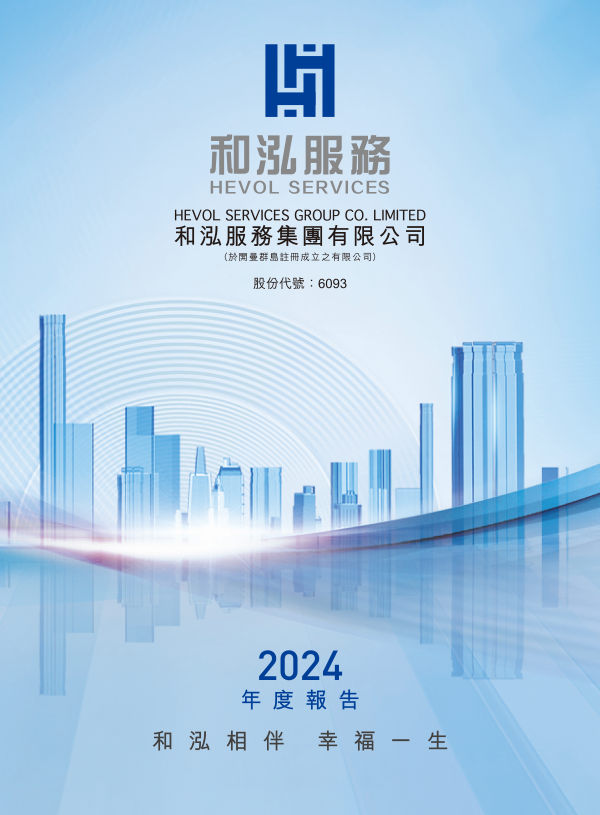 和泓服務
HEVOL SERVICES
HEVOL SERVICES GROUP CO. LIMITED
和泓服務集團有限公司
(於開曼群島註冊成立之有限公司)
股份代號：6093
2024
年度報告
和泓相伴 幸福一生